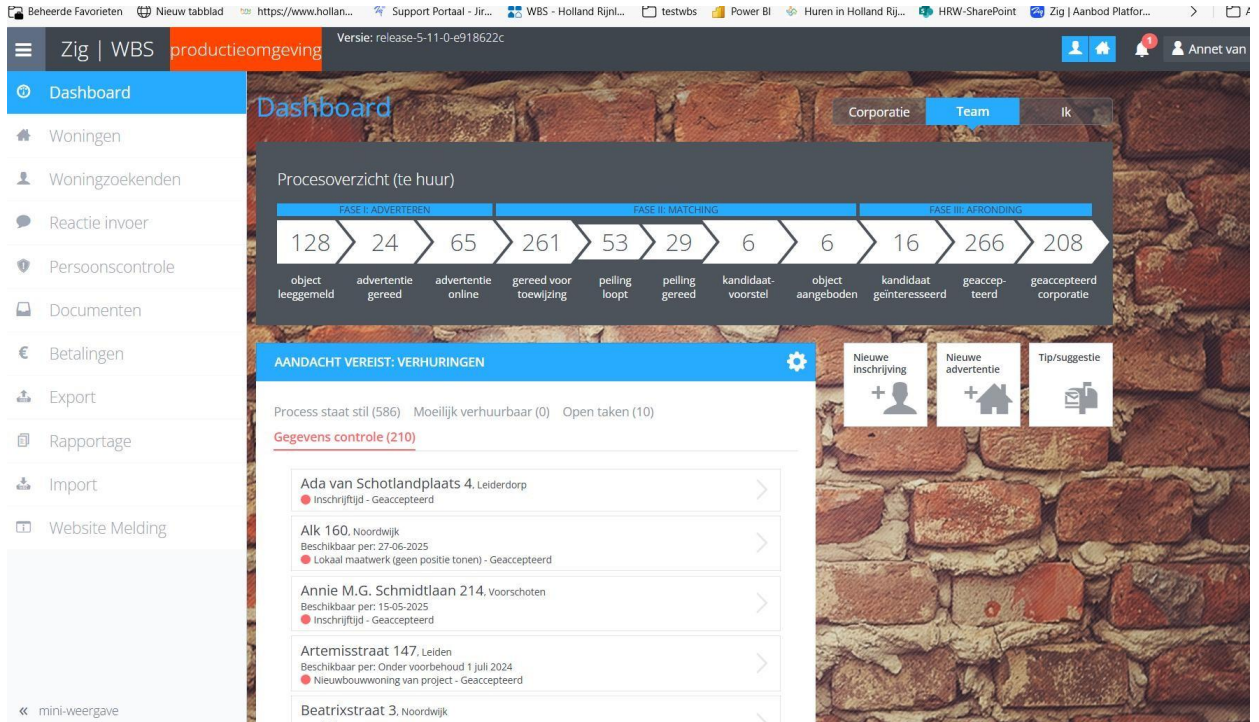 Beheerde Favorieten Nieuw tabblad https://www.hollan... Support Portaal - Jir... WBS - Holland Rijnl... testwbs Power BI Huren in Holland Rij... HRW-SharePoint Zig | Aanbod Platfor...
Zig | WBS productieomgeving Versie: release-5-11-0-e918622c 1 Annet van
Dashboard
Woningen
Woningzoekenden
Reactie invoer
Persoonscontrole
Documenten
Betalingen
Export
Rapportage
Import
Website Melding
« mini-weergave
Dashboard
Corporatie Team Ik
Procesoverzicht (te huur)
FASE I: ADVERTEREN FASE II: MATCHING FASE III: AFRONDING
128 24 65 261 53 29 6 6 16 266 208
object advertentie advertentie gereed voor peiling peiling kandidaat- object kandidaat geaccep- geaccepteerd
leeggemeld gereed online toewijzing loopt gereed voorstel aangeboden geïnteresseerd teerd corporatie
AANDACHT VEREIST: VERHURINGEN
Process staat stil (586) Moeilijk verhuurbaar (0) Open taken (10)
Gegevens controle (210)
Ada van Schotlandplaats 4, Leiderdorp
Inschrijftijd - Geaccepteerd
Alk 160, Noordwijk
Beschikbaar per: 27-06-2025
Lokaal maatwerk (geen positie tonen) - Geaccepteerd
Annie M.G. Schmidtlaan 214, Voorschoten
Beschikbaar per: 15-05-2025
Inschrijftijd - Geaccepteerd
Artemisstraat 147, Leiden
Beschikbaar per: Onder voorbehoud 1 juli 2024
Nieuwbouwwoning van project - Geaccepteerd
Beatrixstraat 3, Noordwijk
Nieuwe
inschrijving
Nieuwe
advertentie
Tip/suggestie